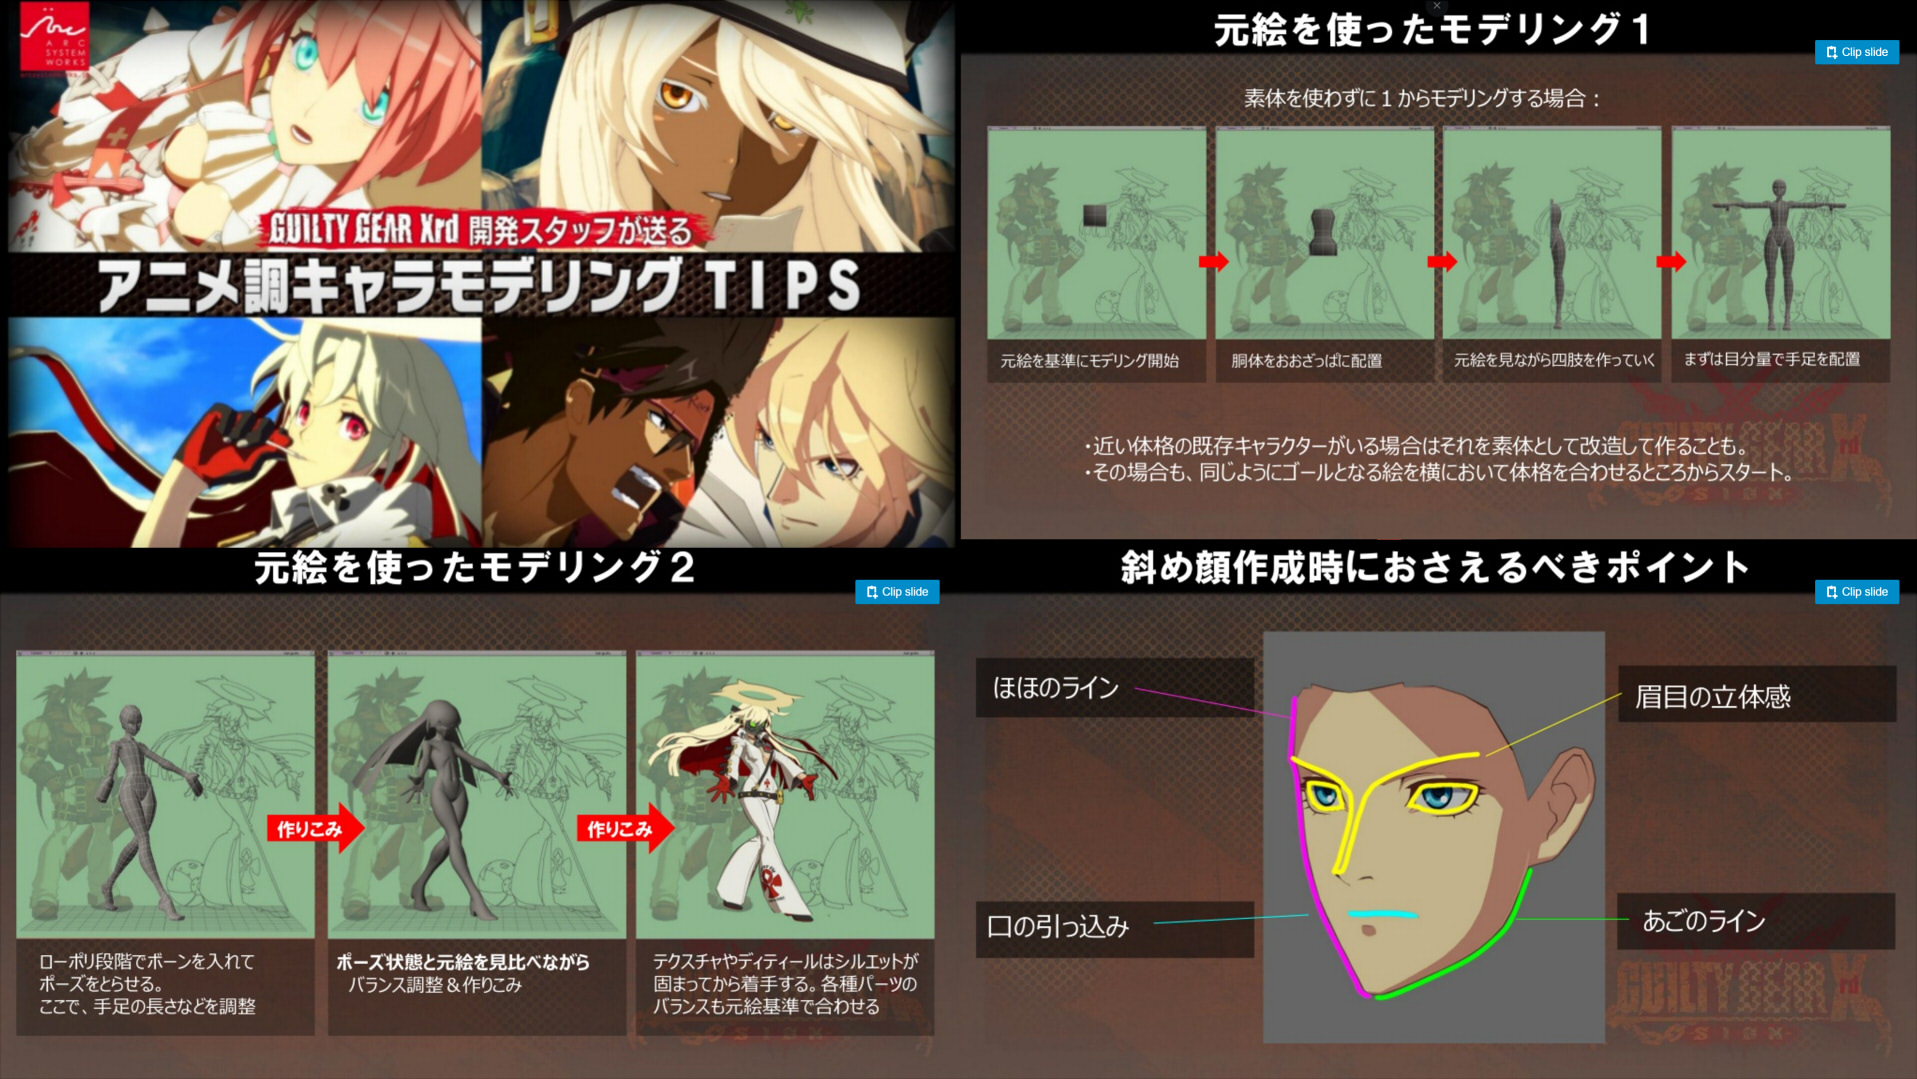 ARC
SYSTEM
WORKS
GUILTY GEAR Xrd 開発スタッフが送る
アニメ調キャラモデリング TIPS
元絵を使ったモデリング1
Clip slide
素体を使わずに1からモデリングする場合：
元絵を基準にモデリング開始
胴体をおおざっぱに配置
元絵を見ながら四肢を作っていく
まずは目分量で手足を配置
・近い体格の既存キャラクターがいる場合はそれを素体として改造して作ることも。
・その場合も、同じようにゴールとなる絵を横において体格を合わせるところからスタート。
GUILTY GEAR Xrd
-SIGN-
元絵を使ったモデリング2
Clip slide
作りこみ
作りこみ
ローポリ段階でボーンを入れて
ポーズをとらせる。
ここで、手足の長さなどを調整
ポーズ状態と元絵を見比べながら
バランス調整＆作りこみ
テクスチャやディティールはシルエットが
固まってから着手する。各種パーツの
バランスも元絵基準で合わせる
斜め顔作成時におさえるべきポイント
Clip slide
ほほのライン
眉目の立体感
口の引っ込み
あごのライン
GUILTY GEAR Xrd
-SIGN-